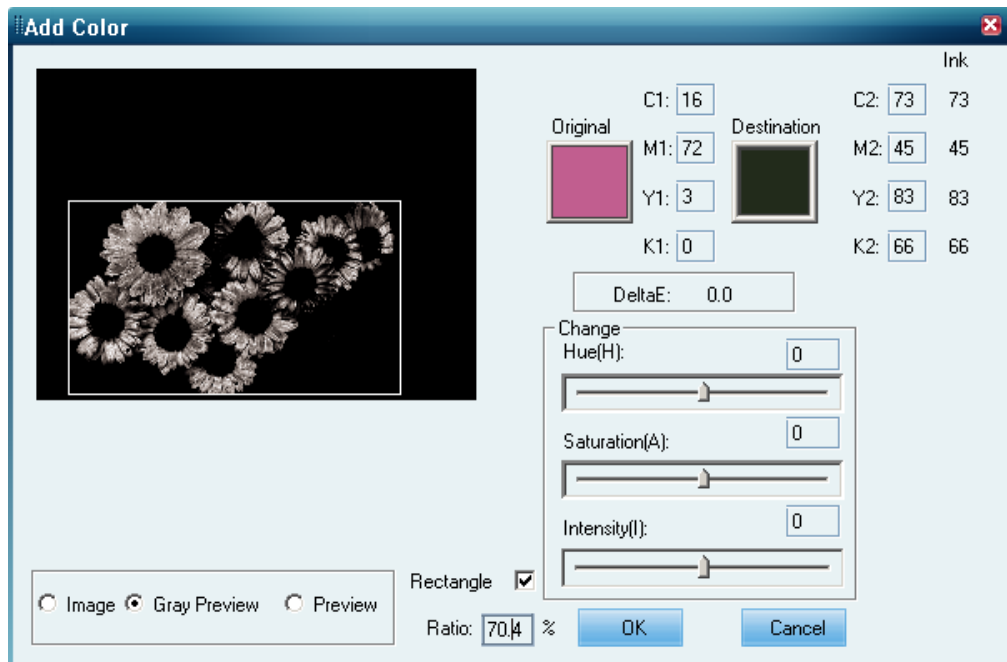 Add Color
Ink
C1: 16 C2: 73 73
Original Destination
M1: 72 M2: 45 45
Y1: 3 Y2: 83 83
K1: 0 K2: 66 66
DeltaE: 0.0
Change
Hue(H): 0
Saturation(A): 0
Intensity(I): 0
Rectangle
Image Gray Preview Preview
Ratio: 70.4 % OK Cancel